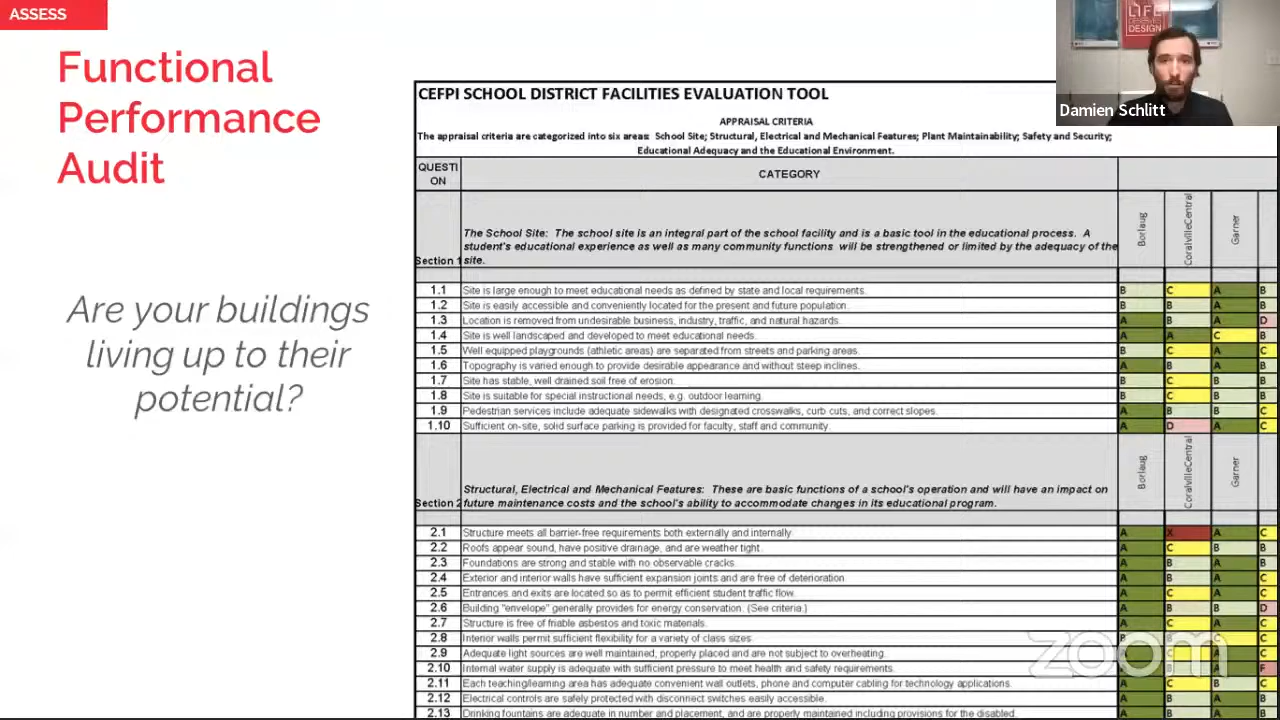 ASSESS
Functional
Performance
Audit
Are your buildings
living up to their
potential?
LIFE
DESIGN
Damien Schlitt
CEFPI SCHOOL DISTRICT FACILITIES EVALUATION TOOL
APPRAISAL CRITERIA
The appraisal criteria are categorized into six areas: School Site; Structural, Electrical and Mechanical Features; Plant Maintainability; Safety and Security;
Educational Adequacy and the Educational Environment.
QUESTI
ON
CATEGORY
Section 1
The School Site: The school site is an integral part of the school facility and is a basic tool in the educational process. A
student's educational experience as well as many community functions will be strengthened or limited by the adequacy of the
site.
Borlaug
CoralvilleCentral
Garner
1.1 Site is large enough to meet educational needs as defined by state and local requirements. B C A B
1.2 Site is easily accessible and conveniently located for the present and future population. B B A B
1.3 Location is removed from undesirable business, industry, traffic, and natural hazards. A B A D
1.4 Site is well landscaped and developed to meet educational needs. A A C B
1.5 Well equipped playgrounds (athletic areas) are separated from streets and parking areas. B C A C
1.6 Topography is varied enough to provide desirable appearance and without steep inclines. A B A B
1.7 Site has stable, well drained soil free of erosion. B C B B
1.8 Site is suitable for special instructional needs, e.g. outdoor learning. B C B B
1.9 Pedestrian services include adequate sidewalks with designated crosswalks, curb cuts, and correct slopes. A B B C
1.10 Sufficient on-site, solid surface parking is provided for faculty, staff and community. A D A C
Section 2
Structural, Electrical and Mechanical Features: These are basic functions of a school's operation and will have an impact on
future maintenance costs and the school's ability to accommodate changes in its educational program.
Borlaug
CoralvilleCentral
Garner
2.1 Structure meets all barrier-free requirements both externally and internally. A X A C
2.2 Roofs appear sound, have positive drainage, and are weather tight. A C B B
2.3 Foundations are strong and stable with no observable cracks. A B A B
2.4 Exterior and interior walls have sufficient expansion joints and are free of deterioration A B A C
2.5 Entrances and exits are located so as to permit efficient student traffic flow. A C A C
2.6 Building "envelope" generally provides for energy conservation. (See criteria.) A B B D
2.7 Structure is free of friable asbestos and toxic materials. A C A C
2.8 Interior walls permit sufficient flexibility for a variety of class sizes. B C
2.9 Adequate light sources are well maintained, properly placed and are not subject to overheating. A C
2.10 Internal water supply is adequate with sufficient pressure to meet health and safety requirements. A A F
2.11 Each teaching/learning area has adequate convenient wall outlets, phone and computer cabling for technology applications. A C B C
2.12 Electrical controls are safely protected with disconnect switches easily accessible. A B A B
2.13 Drinking fountains are adequate in number and placement, and are properly maintained including provisions for the disabled. A B A B
zoom